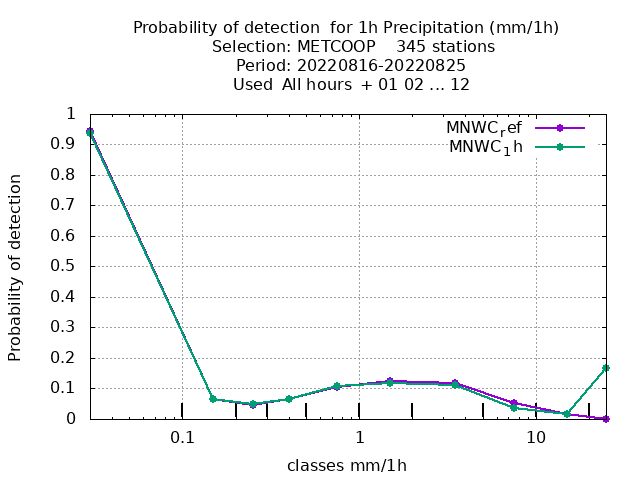 Probability of detection  for 1h Precipitation (mm/1h)
Selection: METCOOP    345 stations
Period: 20220816-20220825
Used  All hours  + 01 02 ... 12
MNWC_ref
MNWC_1h
1
0.9
0.8
0.7
0.6
0.5
0.4
0.3
0.2
0.1
0
Probability of detection
0.1 1 10
classes mm/1h